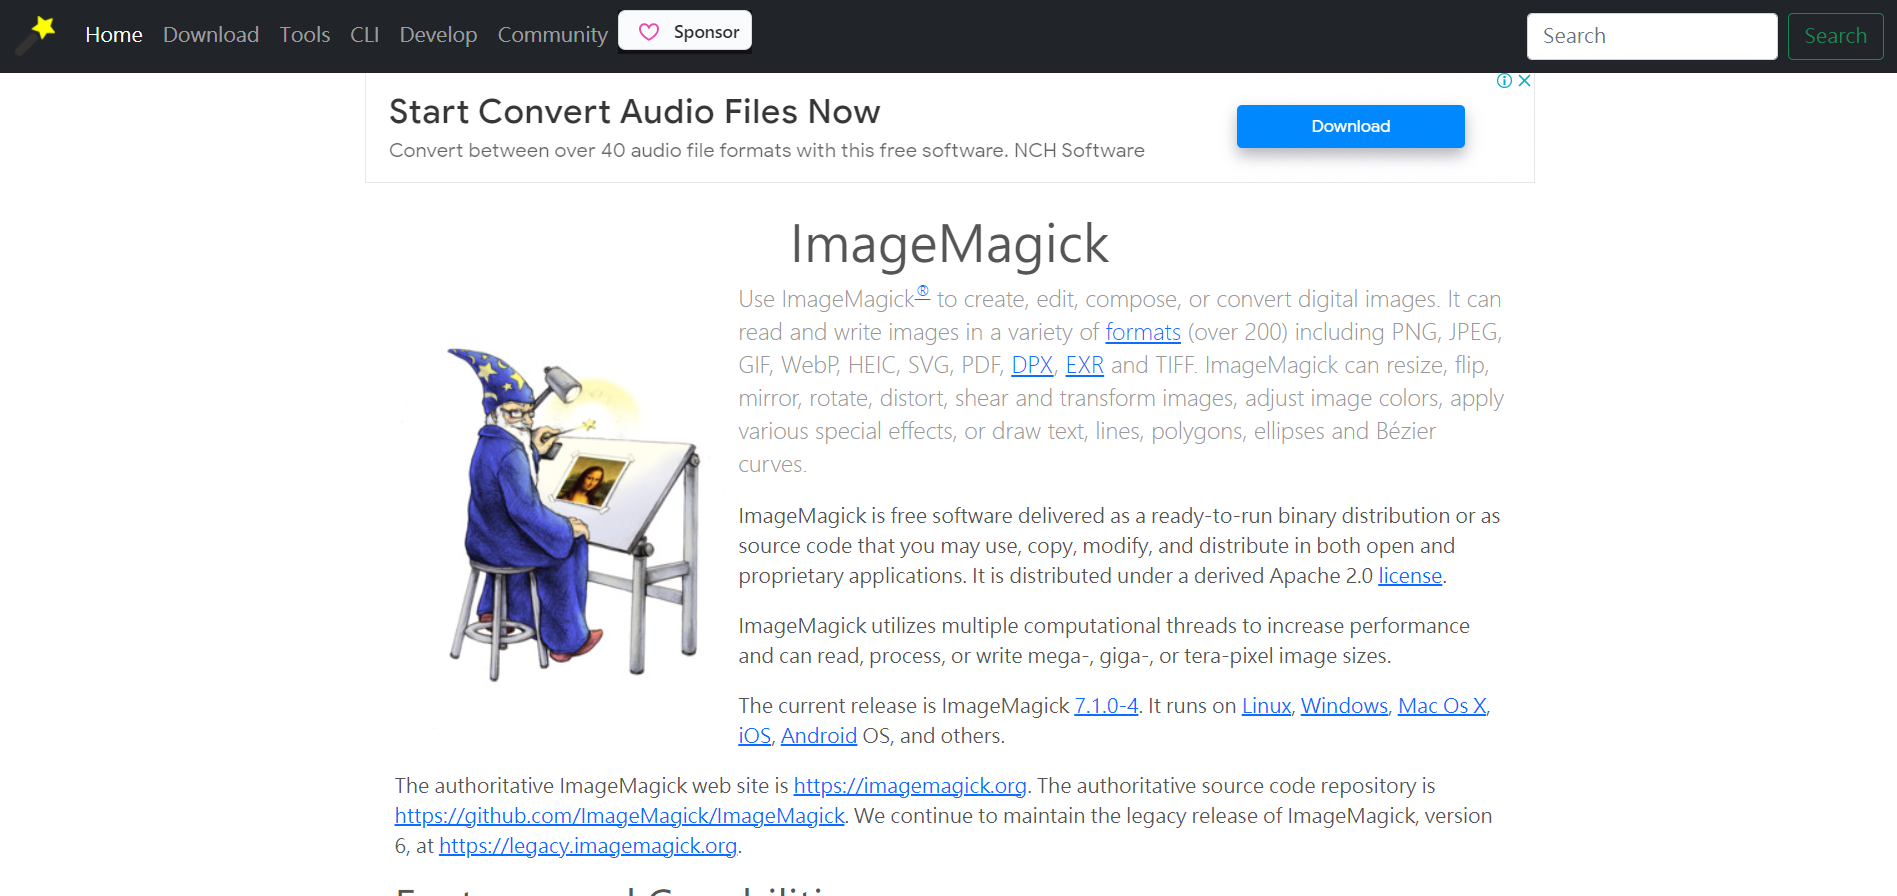 Home Download Tools CLI Develop Community Sponsor Search Search
Start Convert Audio Files Now
Convert between over 40 audio file formats with this free software. NCH Software
Download
ImageMagick
Use ImageMagick® to create, edit, compose, or convert digital images. It can
read and write images in a variety of formats (over 200) including PNG, JPEG,
GIF, WebP, HEIC, SVG, PDF, DPX, EXR and TIFF. ImageMagick can resize, flip,
mirror, rotate, distort, shear and transform images, adjust image colors, apply
various special effects, or draw text, lines, polygons, ellipses and Bézier
curves.
ImageMagick is free software delivered as a ready-to-run binary distribution or as
source code that you may use, copy, modify, and distribute in both open and
proprietary applications. It is distributed under a derived Apache 2.0 license.
ImageMagick utilizes multiple computational threads to increase performance
and can read, process, or write mega-, giga-, or tera-pixel image sizes.
The current release is ImageMagick 7.1.0-4. It runs on Linux, Windows, Mac Os X,
iOS, Android OS, and others.
The authoritative ImageMagick web site is https://imagemagick.org. The authoritative source code repository is
https://github.com/ImageMagick/ImageMagick. We continue to maintain the legacy release of ImageMagick, version
6, at https://legacy.imagemagick.org.